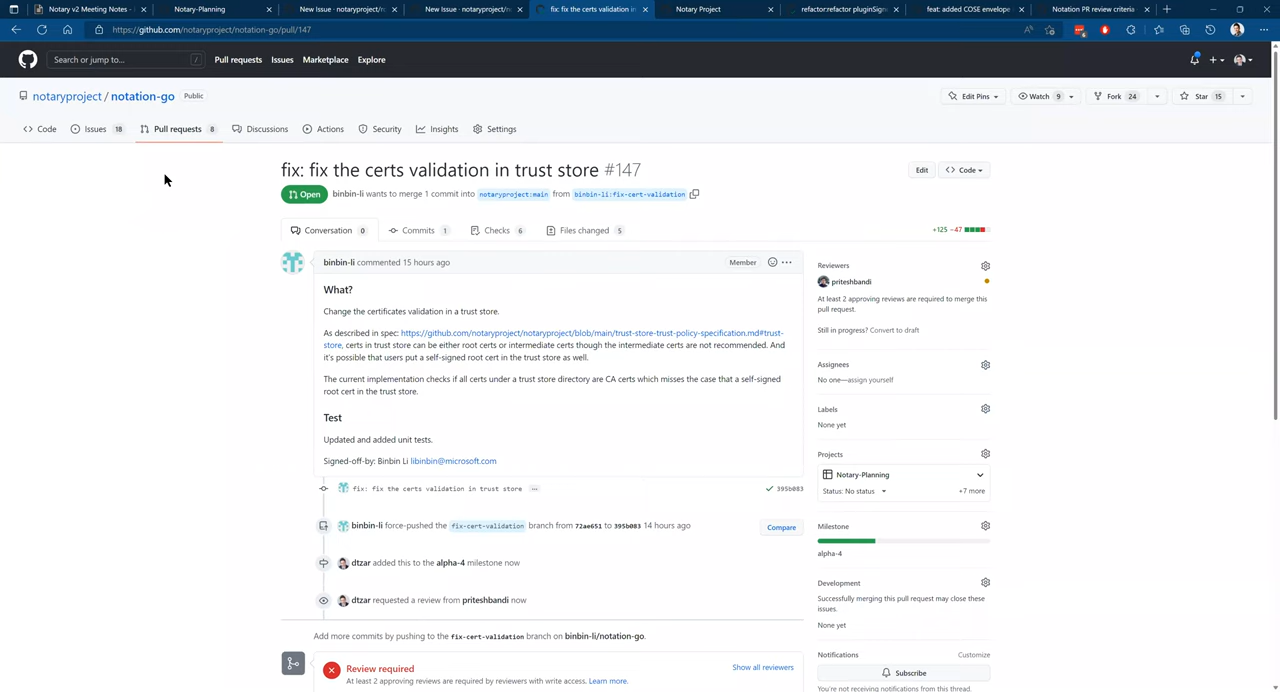 Notary v2 Meeting Notes -
Notary-Planning
New Issue · notaryproject/ro
New Issue · notaryproject/no
fix: fix the certs validation in
Notary Project
refactor:refactor pluginSign
feat: added COSE envelope
Notation PR review criteria
https://github.com/notaryproject/notation-go/pull/147
Search or jump to...
/
Pull requests
Issues
Marketplace
Explore
notaryproject / notation-go
Public
Edit Pins
Watch 9
Fork 24
Star 15
Code
Issues 18
Pull requests 8
Discussions
Actions
Security
Insights
Settings
fix: fix the certs validation in trust store #147
Edit
Code
Open
binbin-li wants to merge 1 commit into notaryproject:main from binbin-li:fix-cert-validation
Conversation 0
Commits 1
Checks 6
Files changed 5
+125 −47
binbin-li commented 15 hours ago
Member
What?
Change the certificates validation in a trust store.
As described in spec: https://github.com/notaryproject/notaryproject/blob/main/trust-store-trust-policy-specification.md#trust-
store, certs in trust store can be either root certs or intermediate certs though the intermediate certs are not recommended. And
it's possible that users put a self-signed root cert in the trust store as well.
The current implementation checks if all certs under a trust store directory are CA certs which misses the case that a self-signed
root cert in the trust store.
Test
Updated and added unit tests.
Signed-off-by: Binbin Li libinbin@microsoft.com
fix: fix the certs validation in trust store ...
395b083
binbin-li force-pushed the fix-cert-validation branch from 72ae651 to 395b083 14 hours ago
Compare
dtzar added this to the alpha-4 milestone now
dtzar requested a review from priteshbandi now
Add more commits by pushing to the fix-cert-validation branch on binbin-li/notation-go.
Review required
Show all reviewers
At least 2 approving reviews are required by reviewers with write access. Learn more.
Reviewers
priteshbandi
At least 2 approving reviews are required to merge this
pull request.
Still in progress? Convert to draft
Assignees
No one—assign yourself
Labels
None yet
Projects
Notary-Planning
Status: No status
+7 more
Milestone
alpha-4
Development
Successfully merging this pull request may close these
issues.
None yet
Notifications
Customize
Subscribe
You're not receiving notifications from this thread.